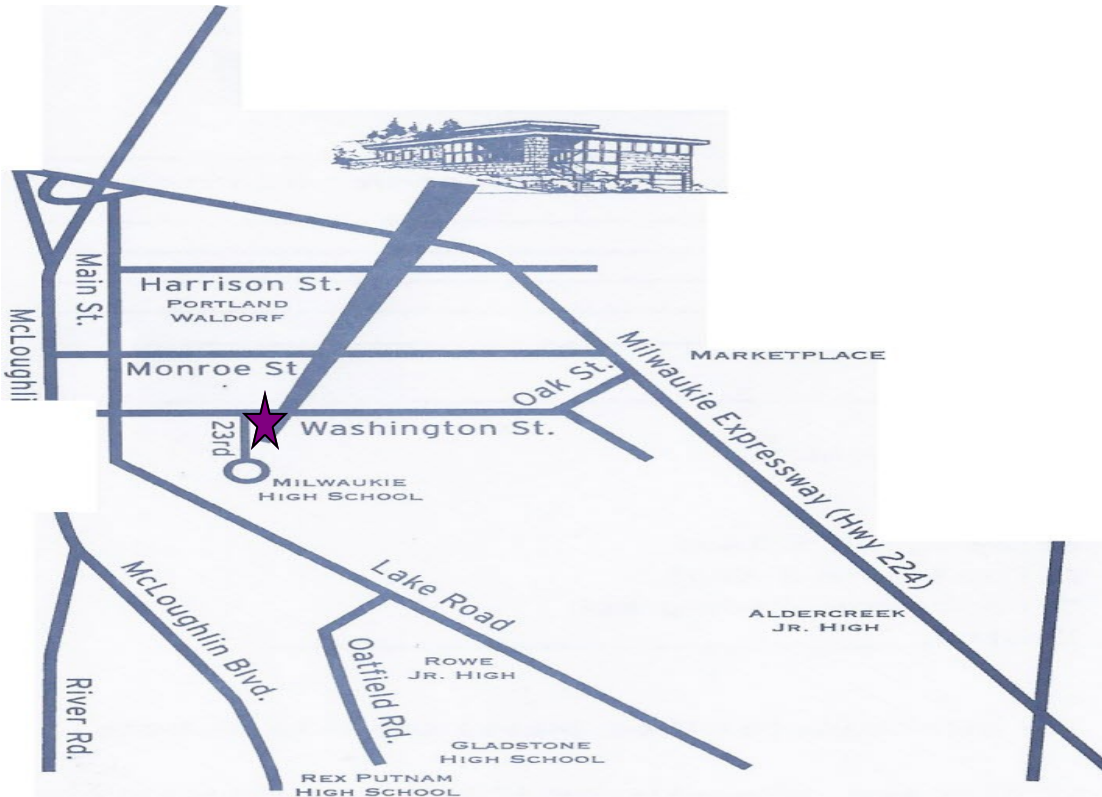 Main St.
Harrison St.
PORTLAND
WALDORF
McLoughli
Monroe St
MARKETPLACE
Milwaukie Expressway (Hwy 224)
Oak St.
23rd
Washington St.
MILWAUKIE
HIGH SCHOOL
Lake Road
McLoughlin Blvd.
ALDERCREEK
JR. HIGH
Oatfield Rd.
ROWE
JR. HIGH
River Rd.
GLADSTONE
HIGH SCHOOL
REX PUTNAM
HIGH SCHOOL